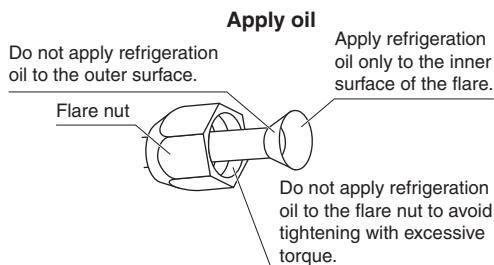 Apply oil
Do not apply refrigeration
oil to the outer surface.
Apply refrigeration
oil only to the inner
surface of the flare.
Flare nut
Do not apply refrigeration
oil to the flare nut to avoid
tightening with excessive
torque.